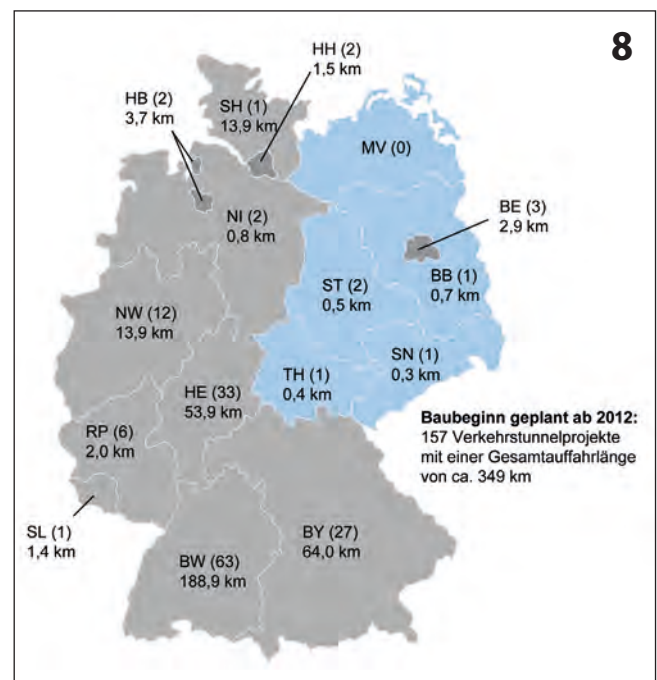 8
HH (2)
1,5 km
HB (2)
3,7 km
SH (1)
13,9 km
MV (0)
BE (3)
2,9 km
NI (2)
0,8 km
ST (2)
0,5 km
BB (1)
0,7 km
NW (12)
13,9 km
SN (1)
0,3 km
TH (1)
0,4 km
HE (33)
53,9 km
RP (6)
2,0 km
Baubeginn geplant ab 2012:
157 Verkehrstunnelprojekte
mit einer Gesamtauffahrlänge
von ca. 349 km
SL (1)
1,4 km
BW (63)
188,9 km
BY (27)
64,0 km